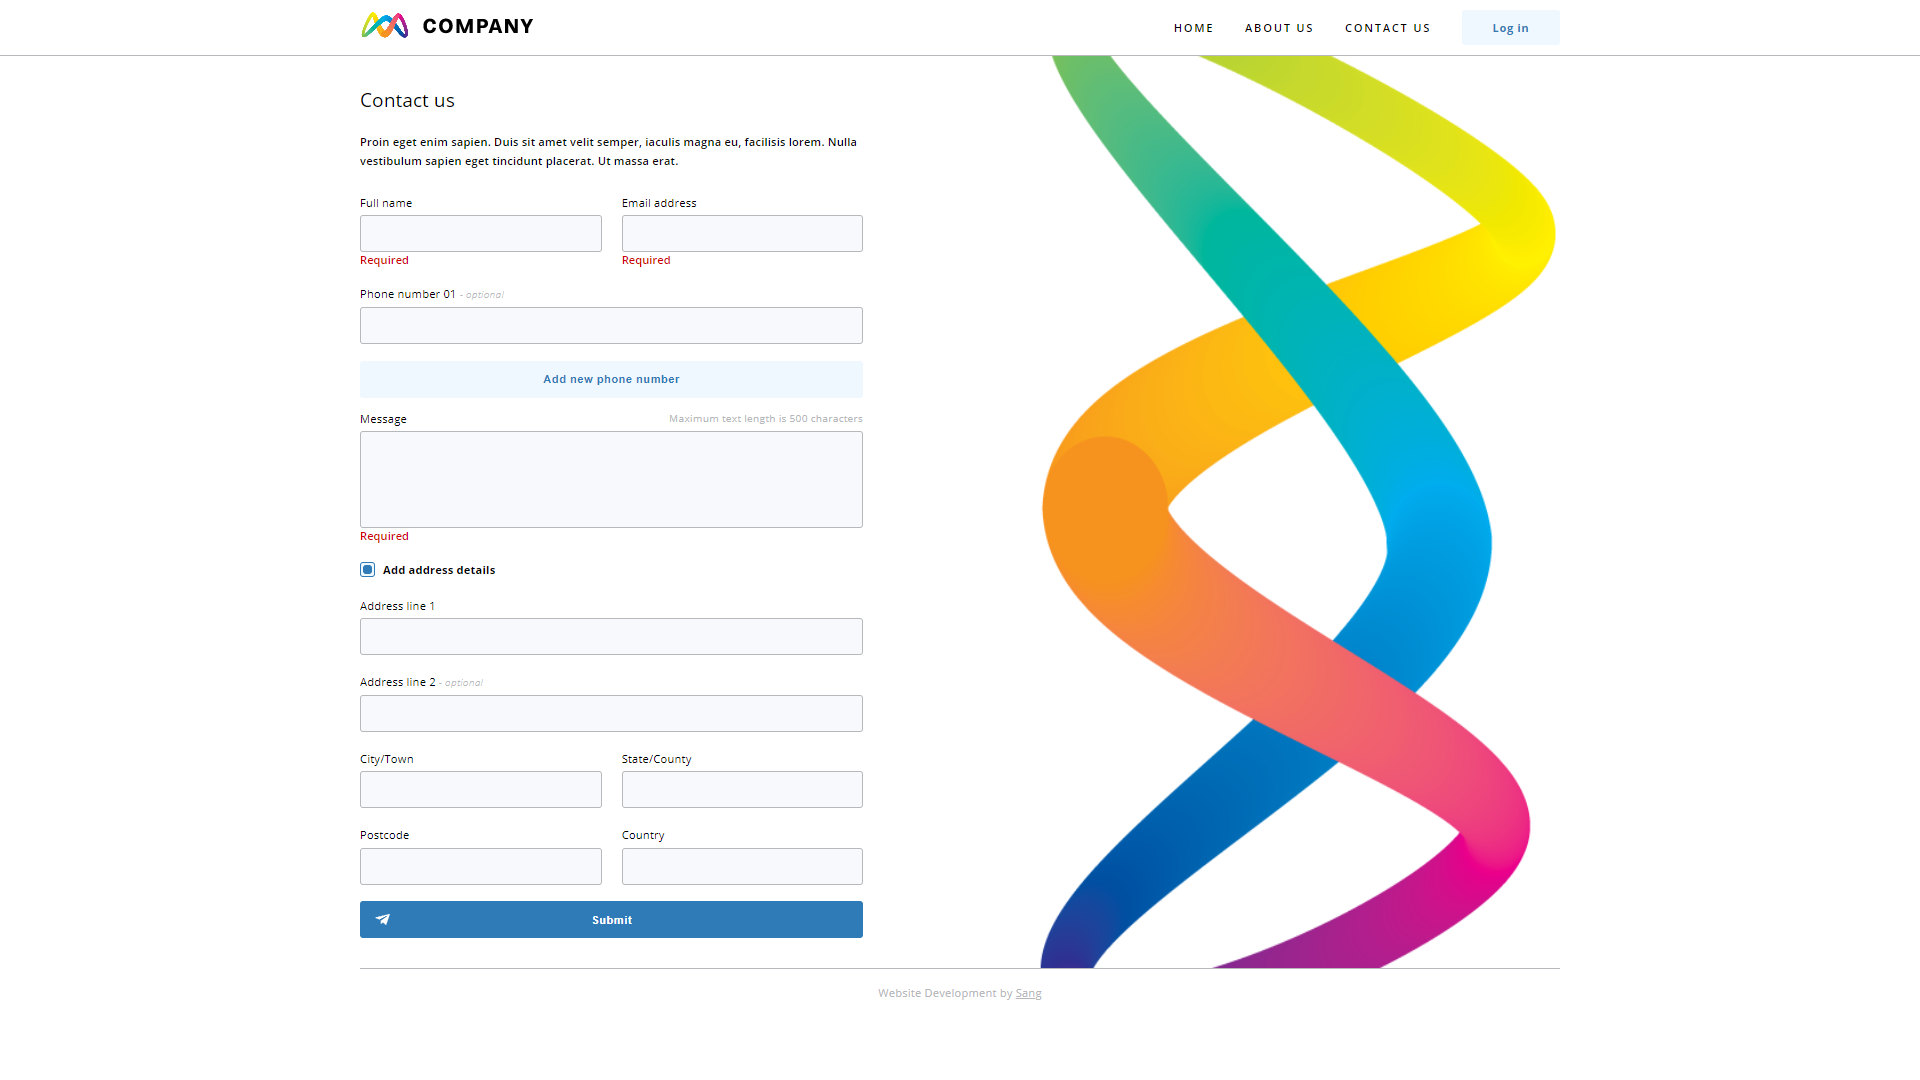 COMPANY
HOME
ABOUT US
CONTACT US
Log in
Contact us
Proin eget enim sapien. Duis sit amet velit semper, iaculis magna eu, facilisis lorem. Nulla
vestibulum sapien eget tincidunt placerat. Ut massa erat.
Full name
Email address
Required
Required
Phone number 01 - optional
Add new phone number
Message
Maximum text length is 500 characters
Required
Add address details
Address line 1
Address line 2 - optional
City/Town
State/County
Postcode
Country
Submit
Website Development by Sang